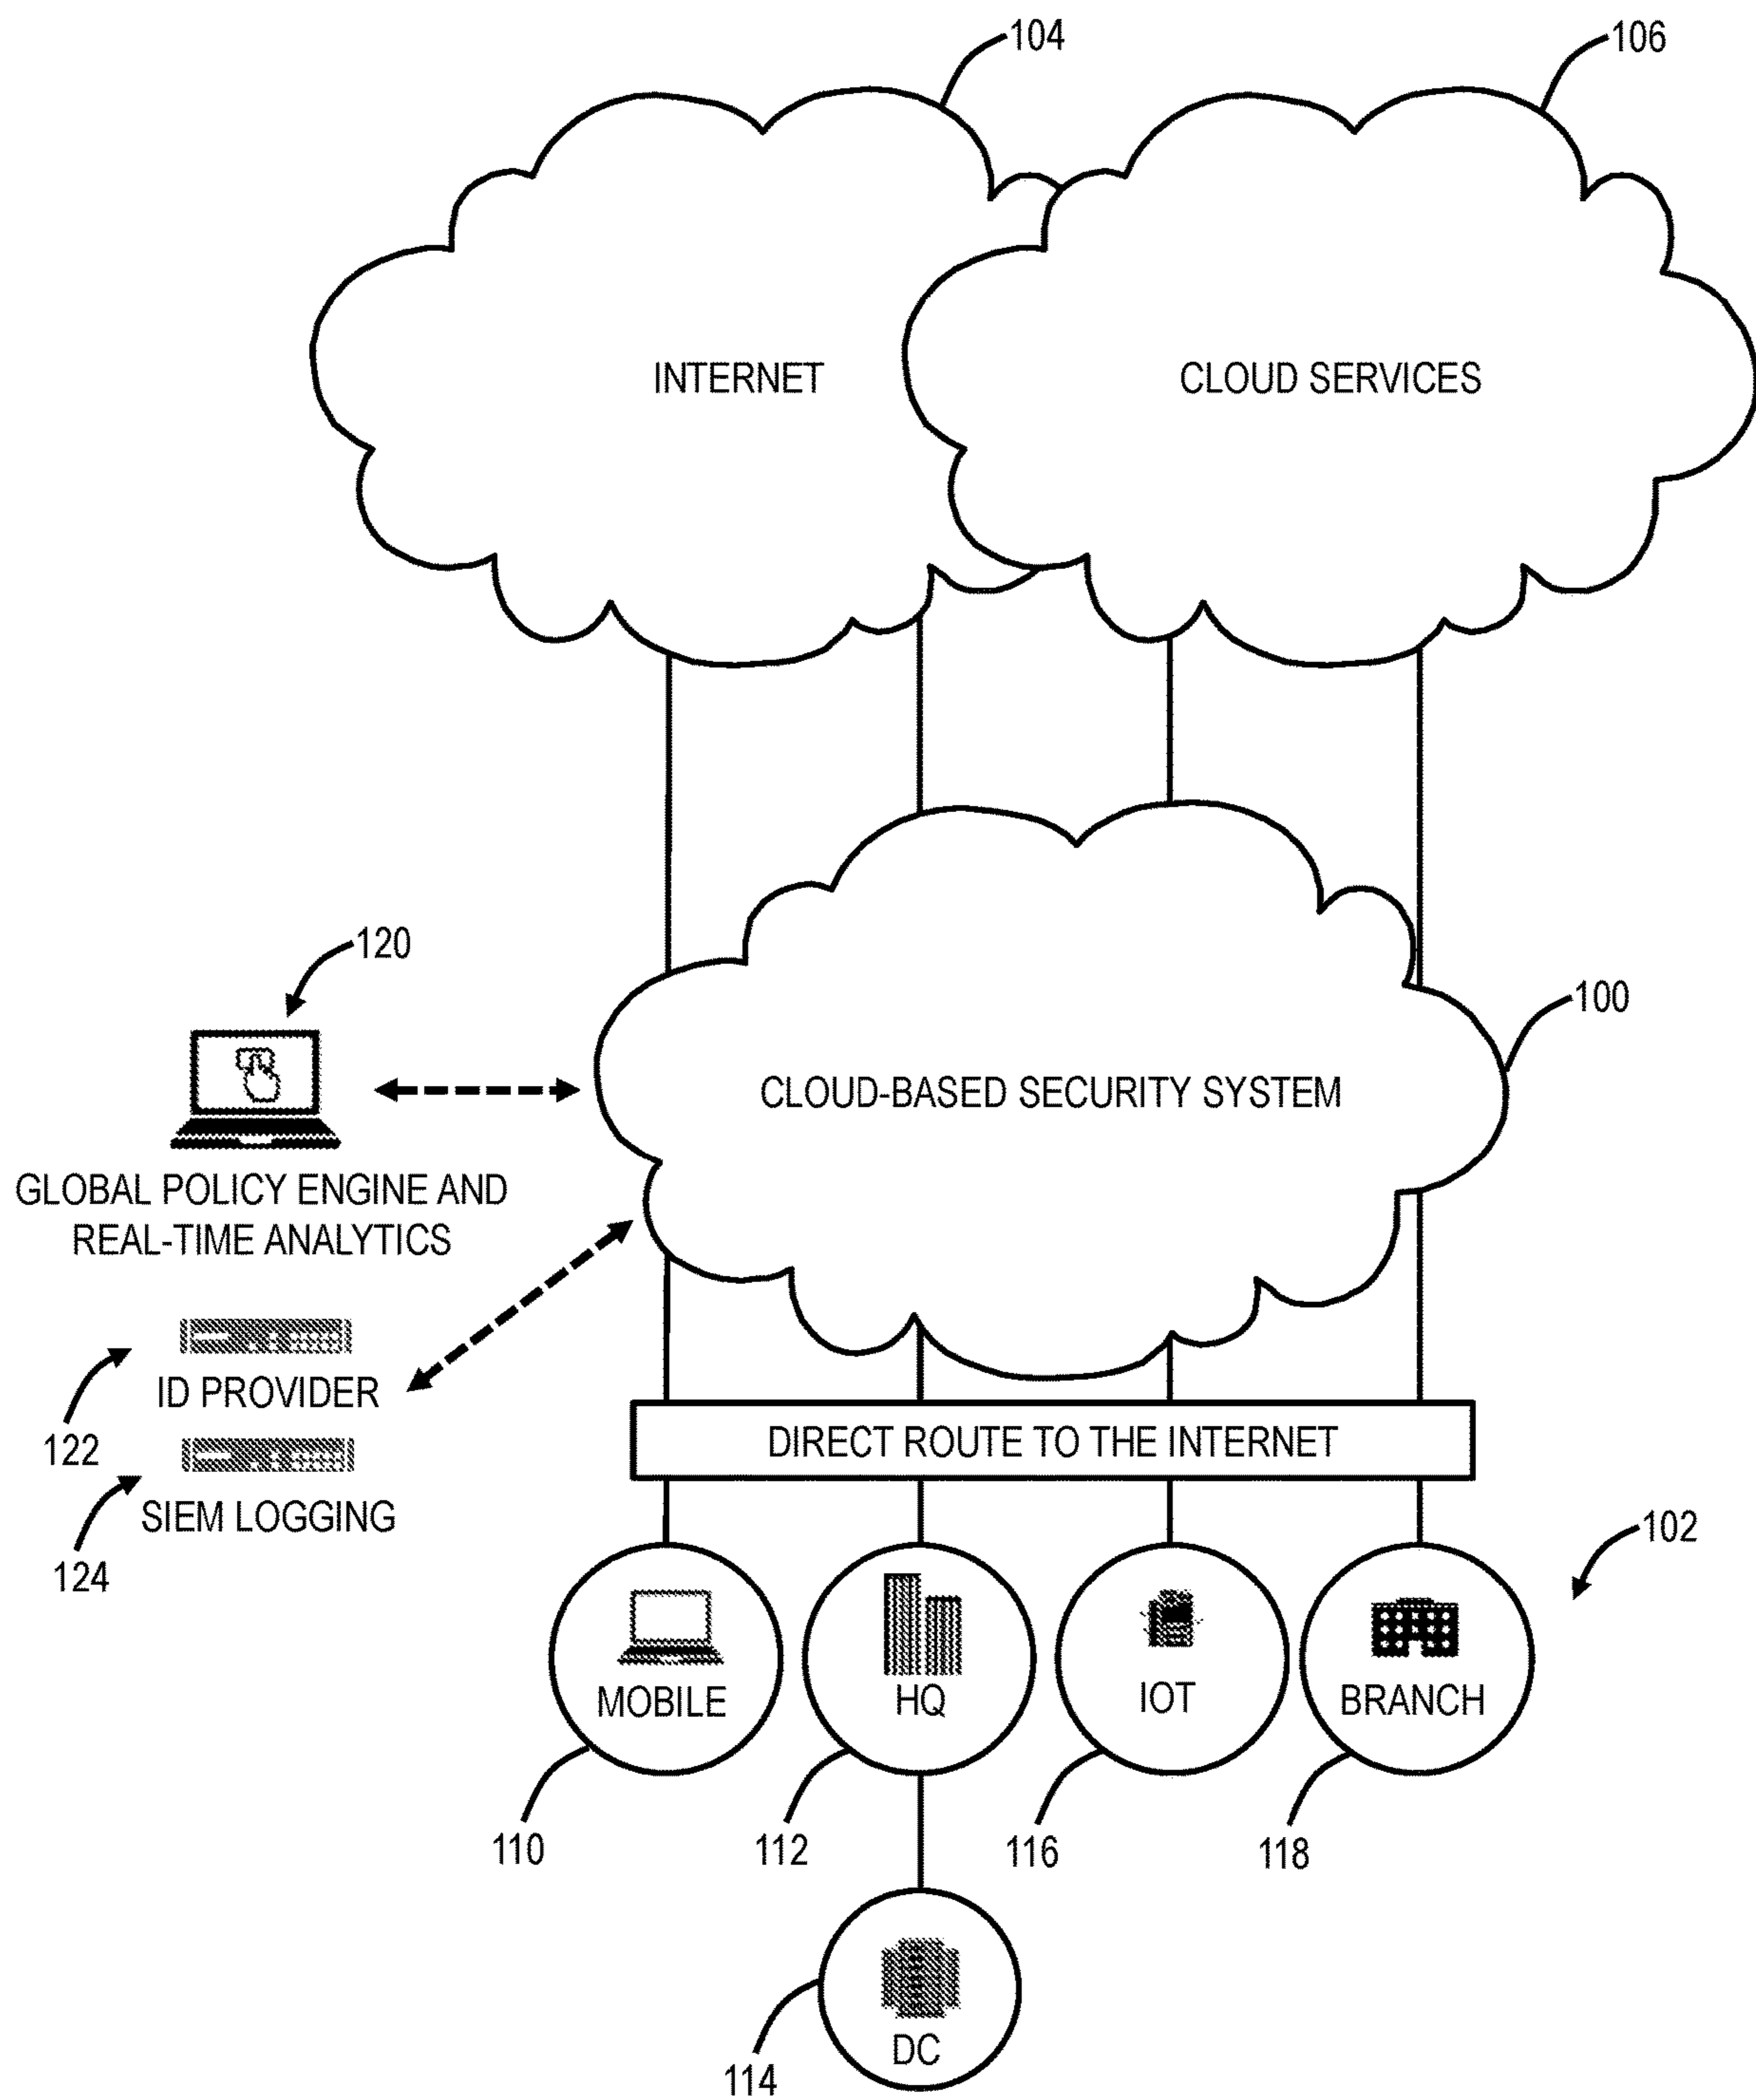 104
106
INTERNET
CLOUD SERVICES
120
100
CLOUD-BASED SECURITY SYSTEM
GLOBAL POLICY ENGINE AND
REAL-TIME ANALYTICS
ID PROVIDER
122
DIRECT ROUTE TO THE INTERNET
SIEM LOGGING
124
102
MOBILE
HQ
IOT
BRANCH
110
112
116
118
DC
114